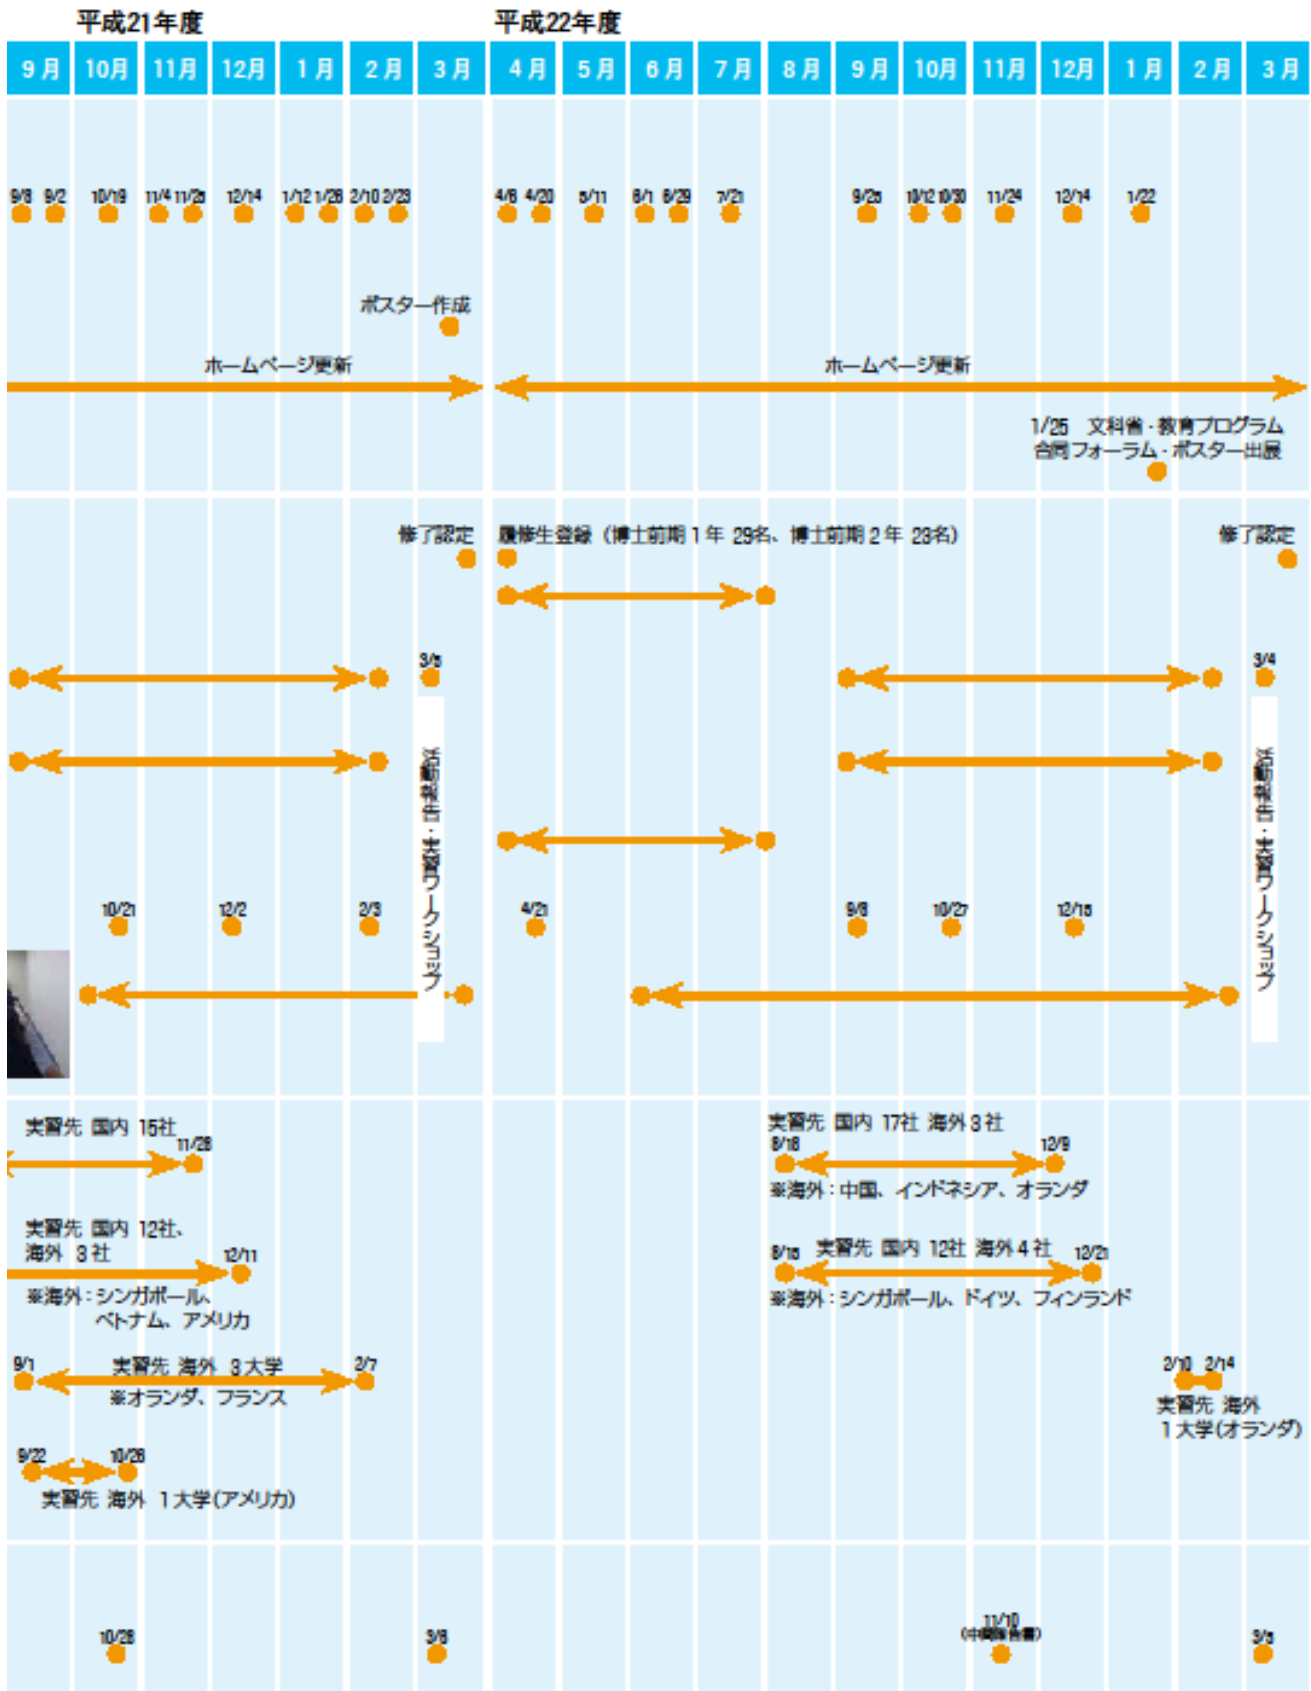 平成21年度 平成22年度
9月 10月 11月 12月 1月 2月 3月 4月 5月 6月 7月 8月 9月 10月 11月 12月 1月 2月 3月
9/8 9/2 10/19 11/4 11/25 12/14 1/12 1/26 2/10 2/23 4/6 4/20 5/11 6/1 6/29 7/21 9/25 10/12 10/30 11/24 12/14 1/22
ポスター作成
ホームページ更新 ホームページ更新
1/25 文科省・教育プログラム
合同フォーラム・ポスター出展
修了認定 履修生登録（博士前期1年 29名、博士前期2年 23名） 修了認定
3/5 3/4
活動報告・実習ワークショップ 活動報告・実習ワークショップ
10/21 12/2 2/3 4/21 9/8 10/27 12/15
実習先 国内 15社
11/28
実習先 国内 17社 海外3社
8/18 12/9
※海外：中国、インドネシア、オランダ
実習先 国内 12社、
海外 3社
12/11
※海外：シンガポール、
ベトナム、アメリカ
8/15 実習先 国内 12社 海外4社 12/21
※海外：シンガポール、ドイツ、フィンランド
9/1 実習先 海外 3大学 2/7
※オランダ、フランス
2/10 2/14
実習先 海外
1大学(オランダ)
9/22 10/26
実習先 海外 1大学(アメリカ)
10/28 3/6 11/10 3/5
(中間報告書)